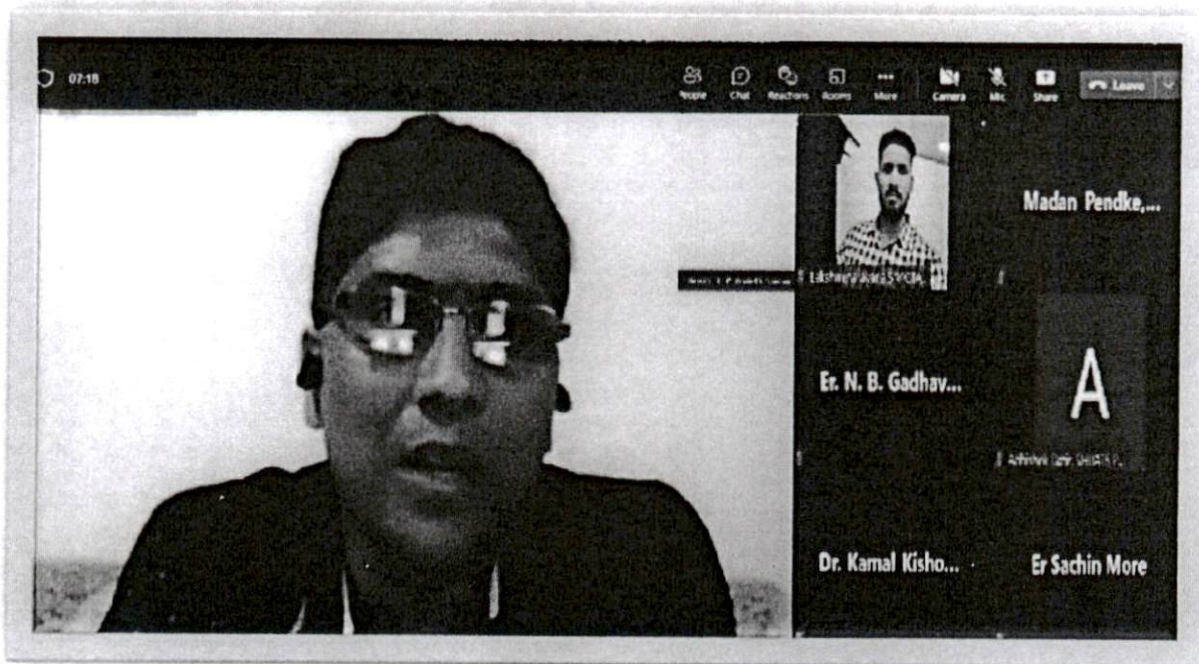 07:18
People Chat Reactions Rooms More Camera Mic Share Leave
Madan Pendke,...
Er. N. B. Gadhav...
A
Dr. Kamal Kisho...
Er Sachin More